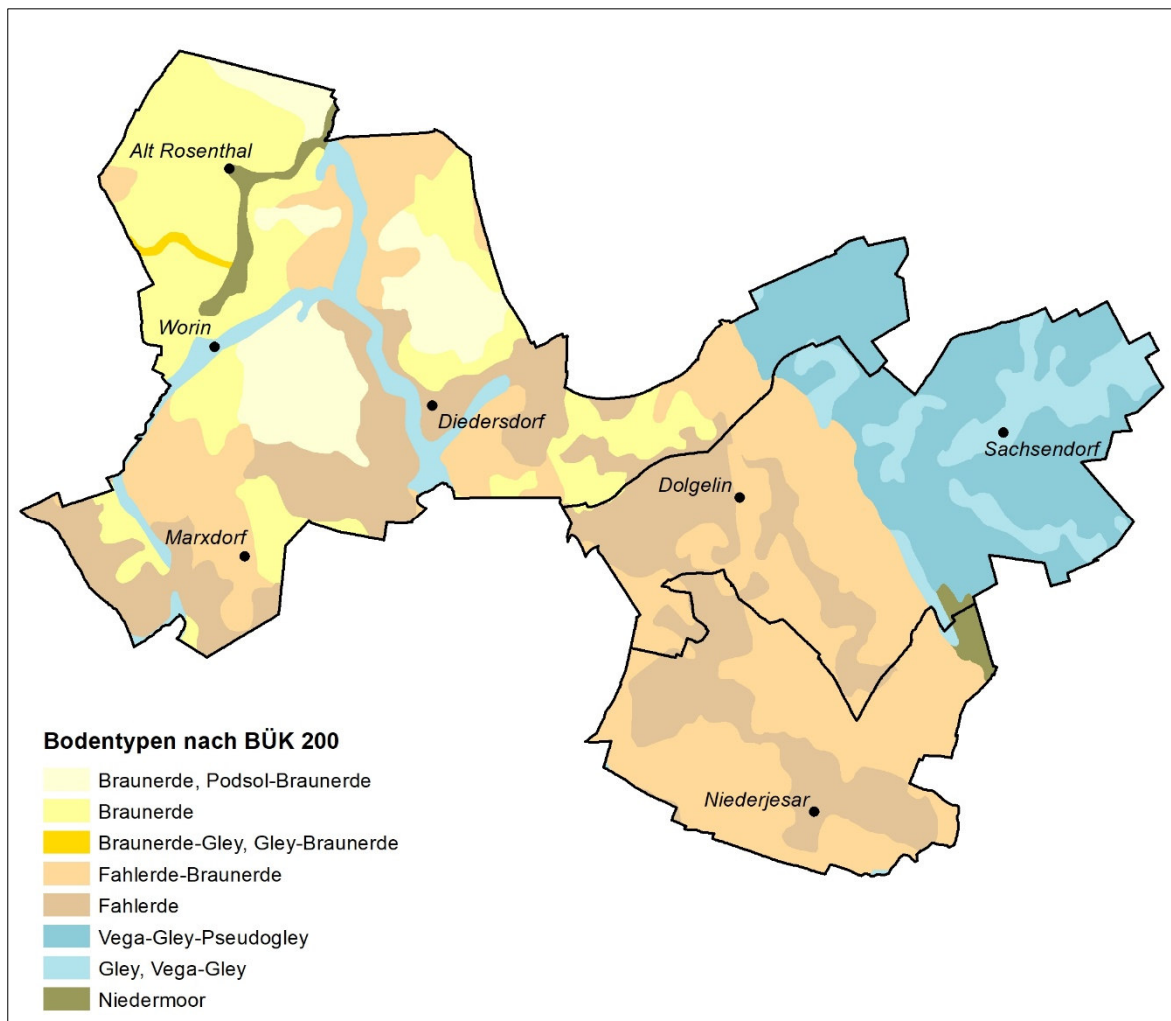 Alt Rosenthal
Worin
Diedersdorf
Sachsendorf
Dolgelin
Marxdorf
Niederjesar
Bodentypen nach BÜK 200
Braunerde, Podsol-Braunerde
Braunerde
Braunerde-Gley, Gley-Braunerde
Fahlerde-Braunerde
Fahlerde
Vega-Gley-Pseudogley
Gley, Vega-Gley
Niedermoor